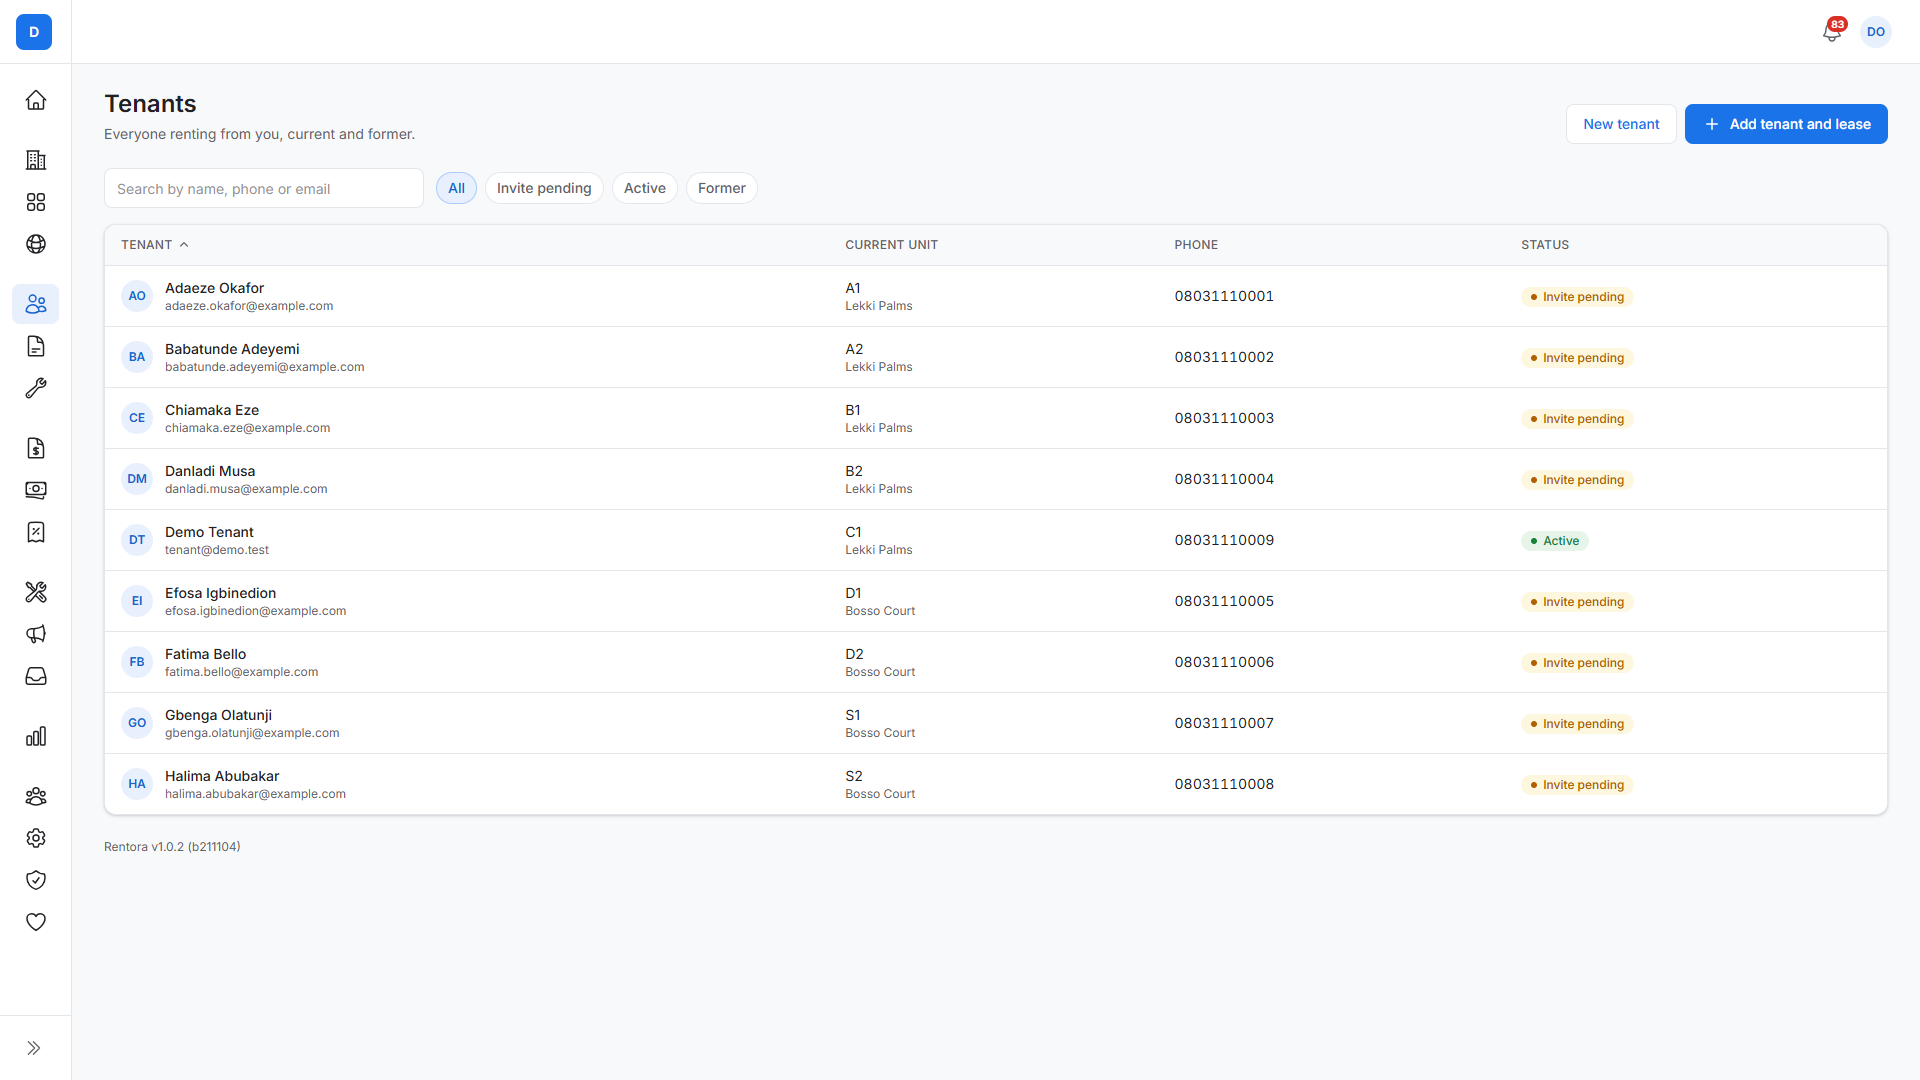 D
83
DO
Tenants
Everyone renting from you, current and former.
New tenant
Add tenant and lease
Search by name, phone or email
All
Invite pending
Active
Former
TENANT
CURRENT UNIT
PHONE
STATUS
AO
Adaeze Okafor
adaeze.okafor@example.com
A1
Lekki Palms
08031110001
Invite pending
BA
Babatunde Adeyemi
babatunde.adeyemi@example.com
A2
Lekki Palms
08031110002
Invite pending
CE
Chiamaka Eze
chiamaka.eze@example.com
B1
Lekki Palms
08031110003
Invite pending
DM
Danladi Musa
danladi.musa@example.com
B2
Lekki Palms
08031110004
Invite pending
DT
Demo Tenant
tenant@demo.test
C1
Lekki Palms
08031110009
Active
EI
Efosa Igbinedion
efosa.igbinedion@example.com
D1
Bosso Court
08031110005
Invite pending
FB
Fatima Bello
fatima.bello@example.com
D2
Bosso Court
08031110006
Invite pending
GO
Gbenga Olatunji
gbenga.olatunji@example.com
S1
Bosso Court
08031110007
Invite pending
HA
Halima Abubakar
halima.abubakar@example.com
S2
Bosso Court
08031110008
Invite pending
Rentora v1.0.2 (b211104)